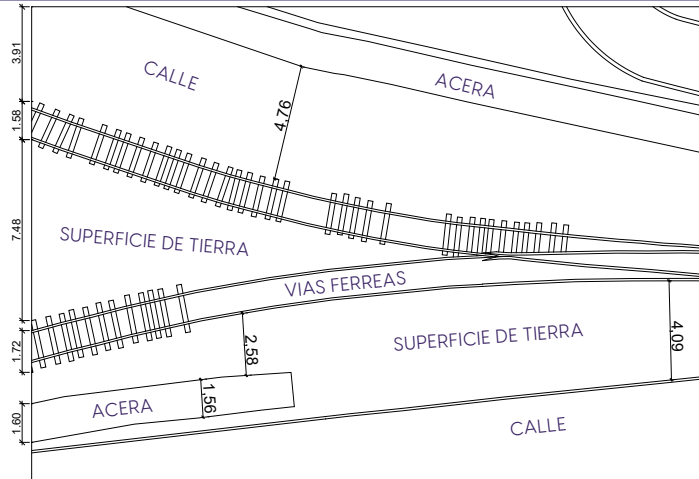 3.91
CALLE
ACERA
4,76
1.58
7.48
SUPERFICIE DE TIERRA
VIAS FERREAS
1.72
2,58
SUPERFICIE DE TIERRA
4,09
1,56
ACERA
1.60
CALLE